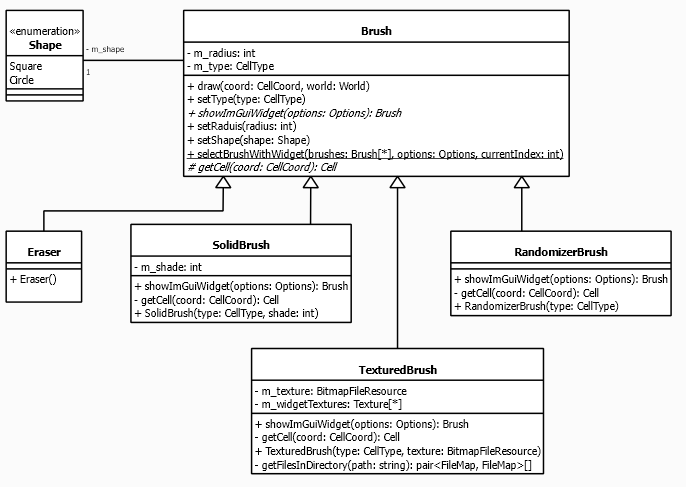 «enumeration»
Shape
Square
Circle
- m_shape
1
Brush
- m_radius: int
- m_type: CellType
+ draw(coord: CellCoord, world: World)
+ setType(type: CellType)
+ showImGuiWidget(options: Options): Brush
+ setRaduis(radius: int)
+ setShape(shape: Shape)
+ selectBrushWithWidget(brushes: Brush[*], options: Options, currentIndex: int)
# getCell(coord: CellCoord): Cell
Eraser
+ Eraser()
SolidBrush
- m_shade: int
+ showImGuiWidget(options: Options): Brush
- getCell(coord: CellCoord): Cell
+ SolidBrush(type: CellType, shade: int)
RandomizerBrush
+ showImGuiWidget(options: Options): Brush
- getCell(coord: CellCoord): Cell
+ RandomizerBrush(type: CellType)
TexturedBrush
- m_texture: BitmapFileResource
- m_widgetTextures: Texture[*]
+ showImGuiWidget(options: Options): Brush
- getCell(coord: CellCoord): Cell
+ TexturedBrush(type: CellType, texture: BitmapFileResource)
- getFilesInDirectory(path: string): pair<FileMap, FileMap>[]